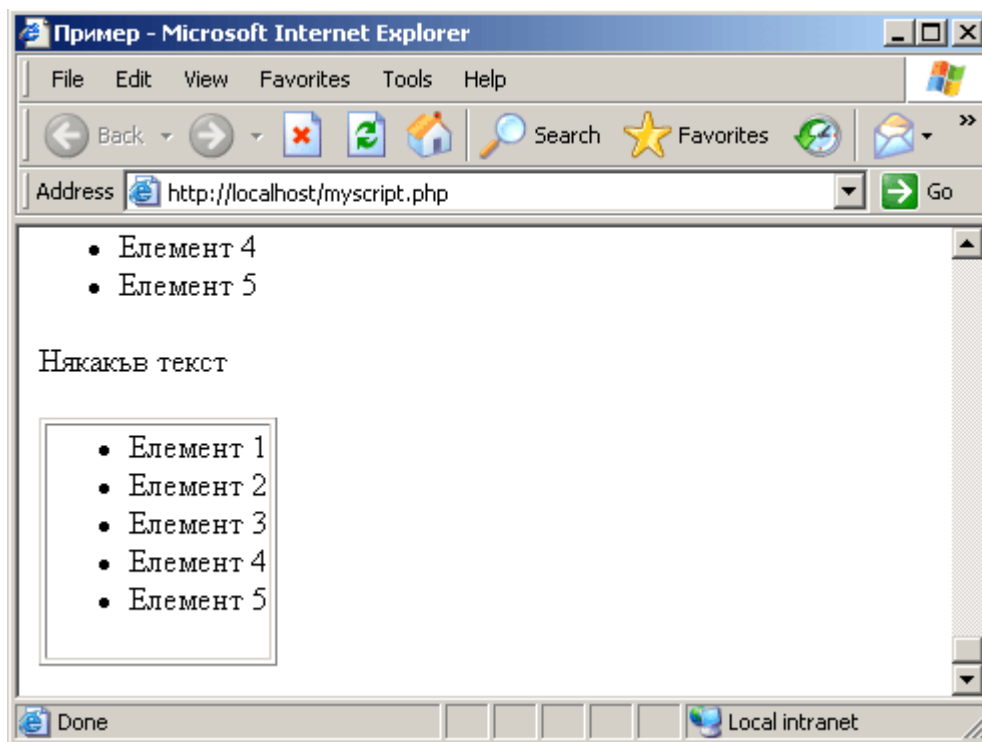 Пример - Microsoft Internet Explorer
File Edit View Favorites Tools Help
Back Search Favorites
Address http://localhost/myscript.php Go
• Елемент 4
• Елемент 5
Някакъв текст
• Елемент 1
• Елемент 2
• Елемент 3
• Елемент 4
• Елемент 5
Done Local intranet